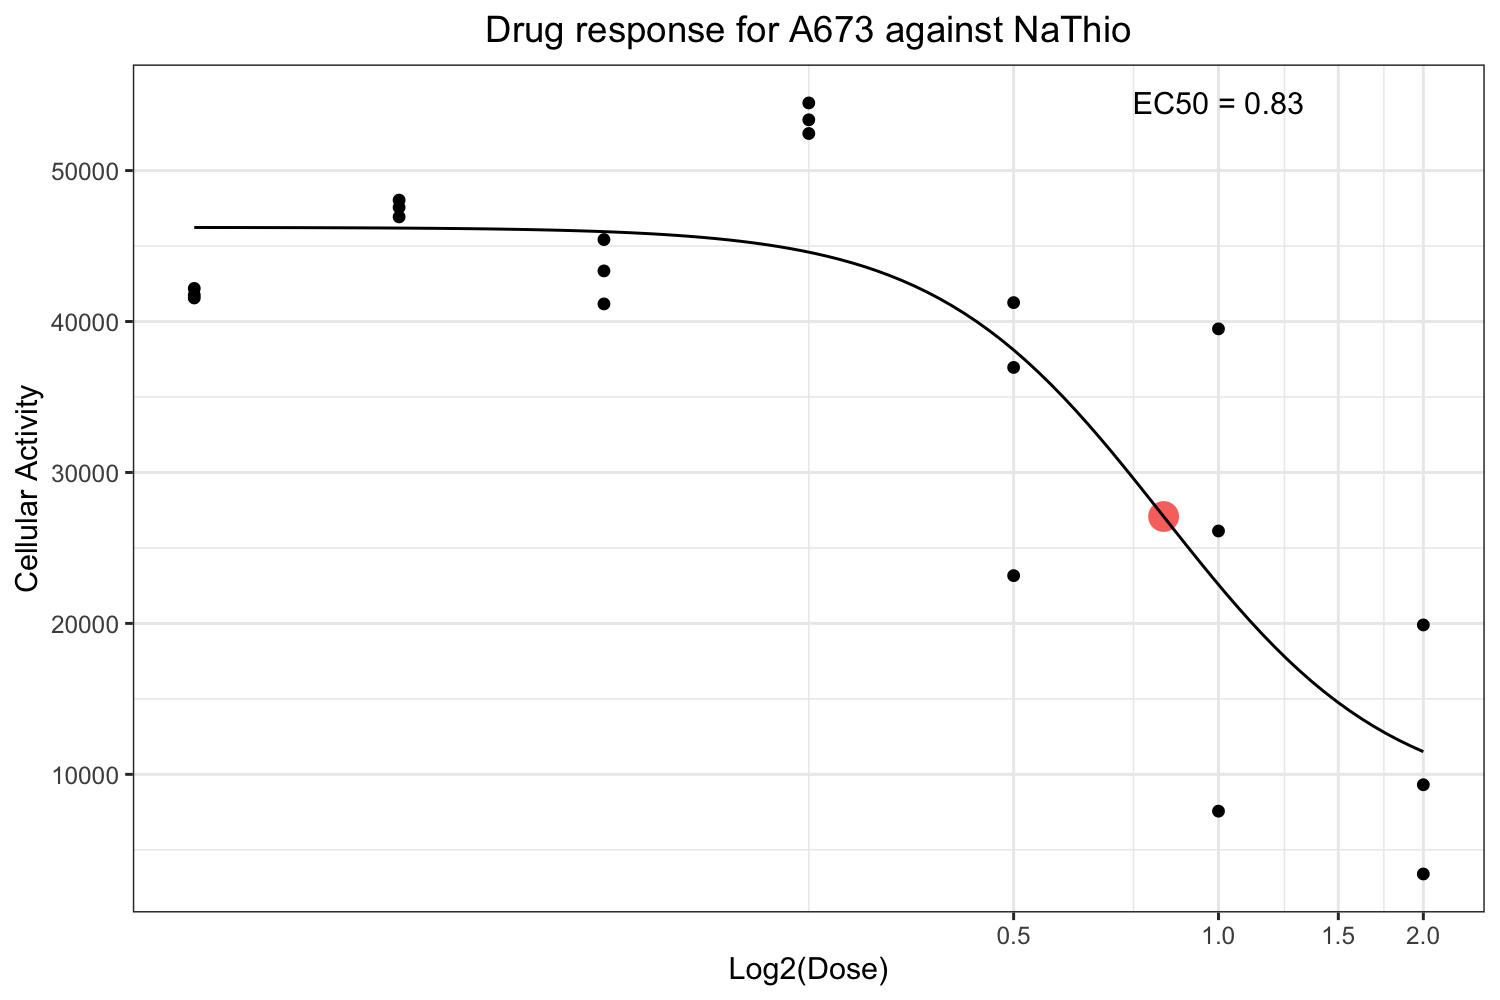 Drug response for A673 against NaThio
EC50 = 0.83
50000
40000
30000
20000
10000
Cellular Activity
0.5 1.0 1.5 2.0
Log2(Dose)